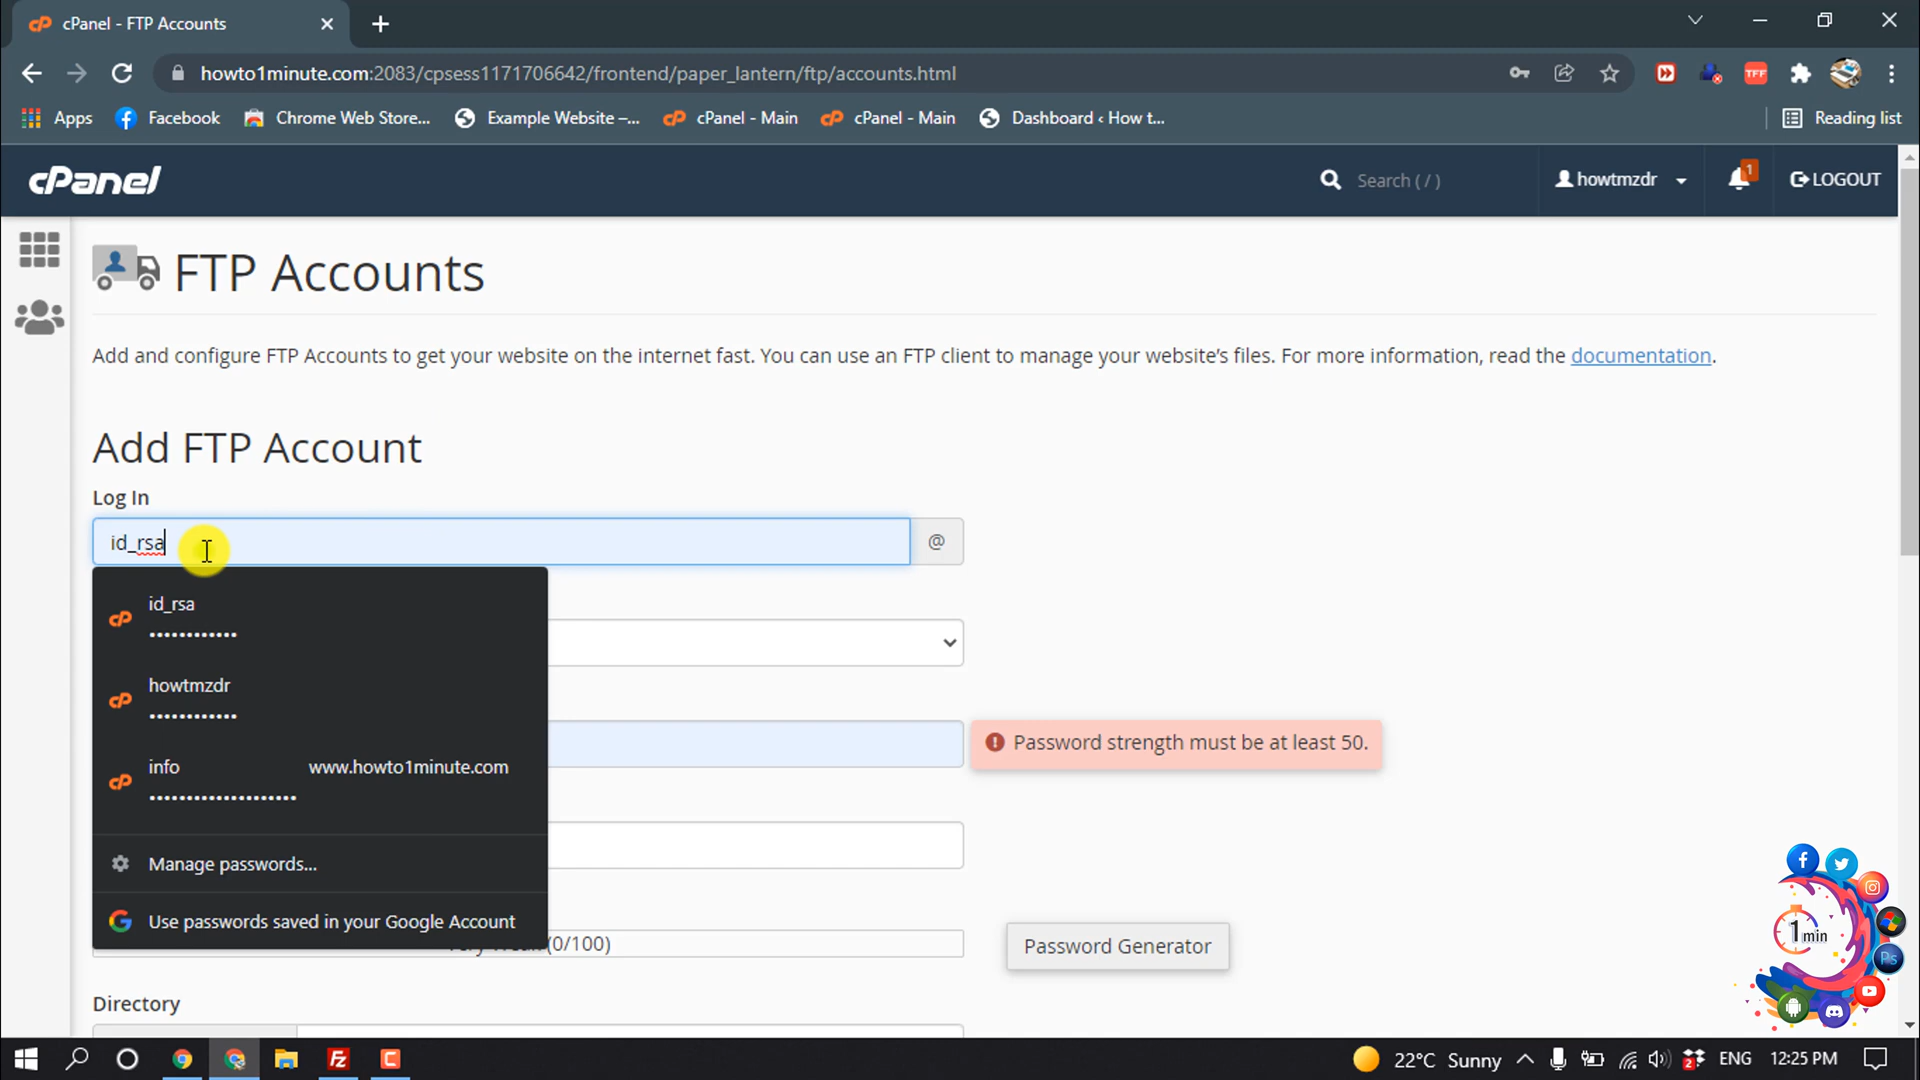 cPanel - FTP Accounts
howto1minute.com:2083/cpsess1171706642/frontend/paper_lantern/ftp/accounts.html
TFF
Apps Facebook Chrome Web Store... Example Website –... cPanel - Main cPanel - Main Dashboard ‹ How t... Reading list
cPanel Search ( / ) howtmzdr 1 LOGOUT
FTP Accounts
Add and configure FTP Accounts to get your website on the internet fast. You can use an FTP client to manage your website's files. For more information, read the documentation.
Add FTP Account
Log In
id_rsa @
id_rsa
••••••••••••
howtmzdr
••••••••••••
Password strength must be at least 50.
info www.howto1minute.com
••••••••••••••••••••
Manage passwords...
Use passwords saved in your Google Account
(0/100)
Password Generator
Directory
1min
Ps
22°C Sunny ENG 12:25 PM